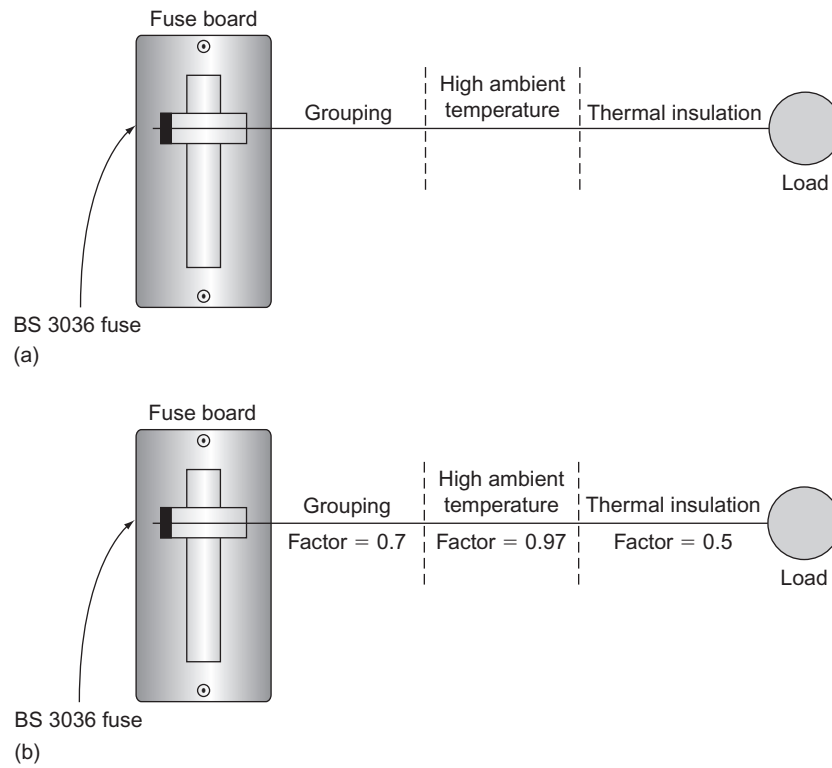 Fuse board
Grouping
High ambient
temperature
Thermal insulation
Load
BS 3036 fuse
(a)
Fuse board
Grouping
High ambient
temperature
Thermal insulation
Factor = 0.7
Factor = 0.97
Factor = 0.5
Load
BS 3036 fuse
(b)